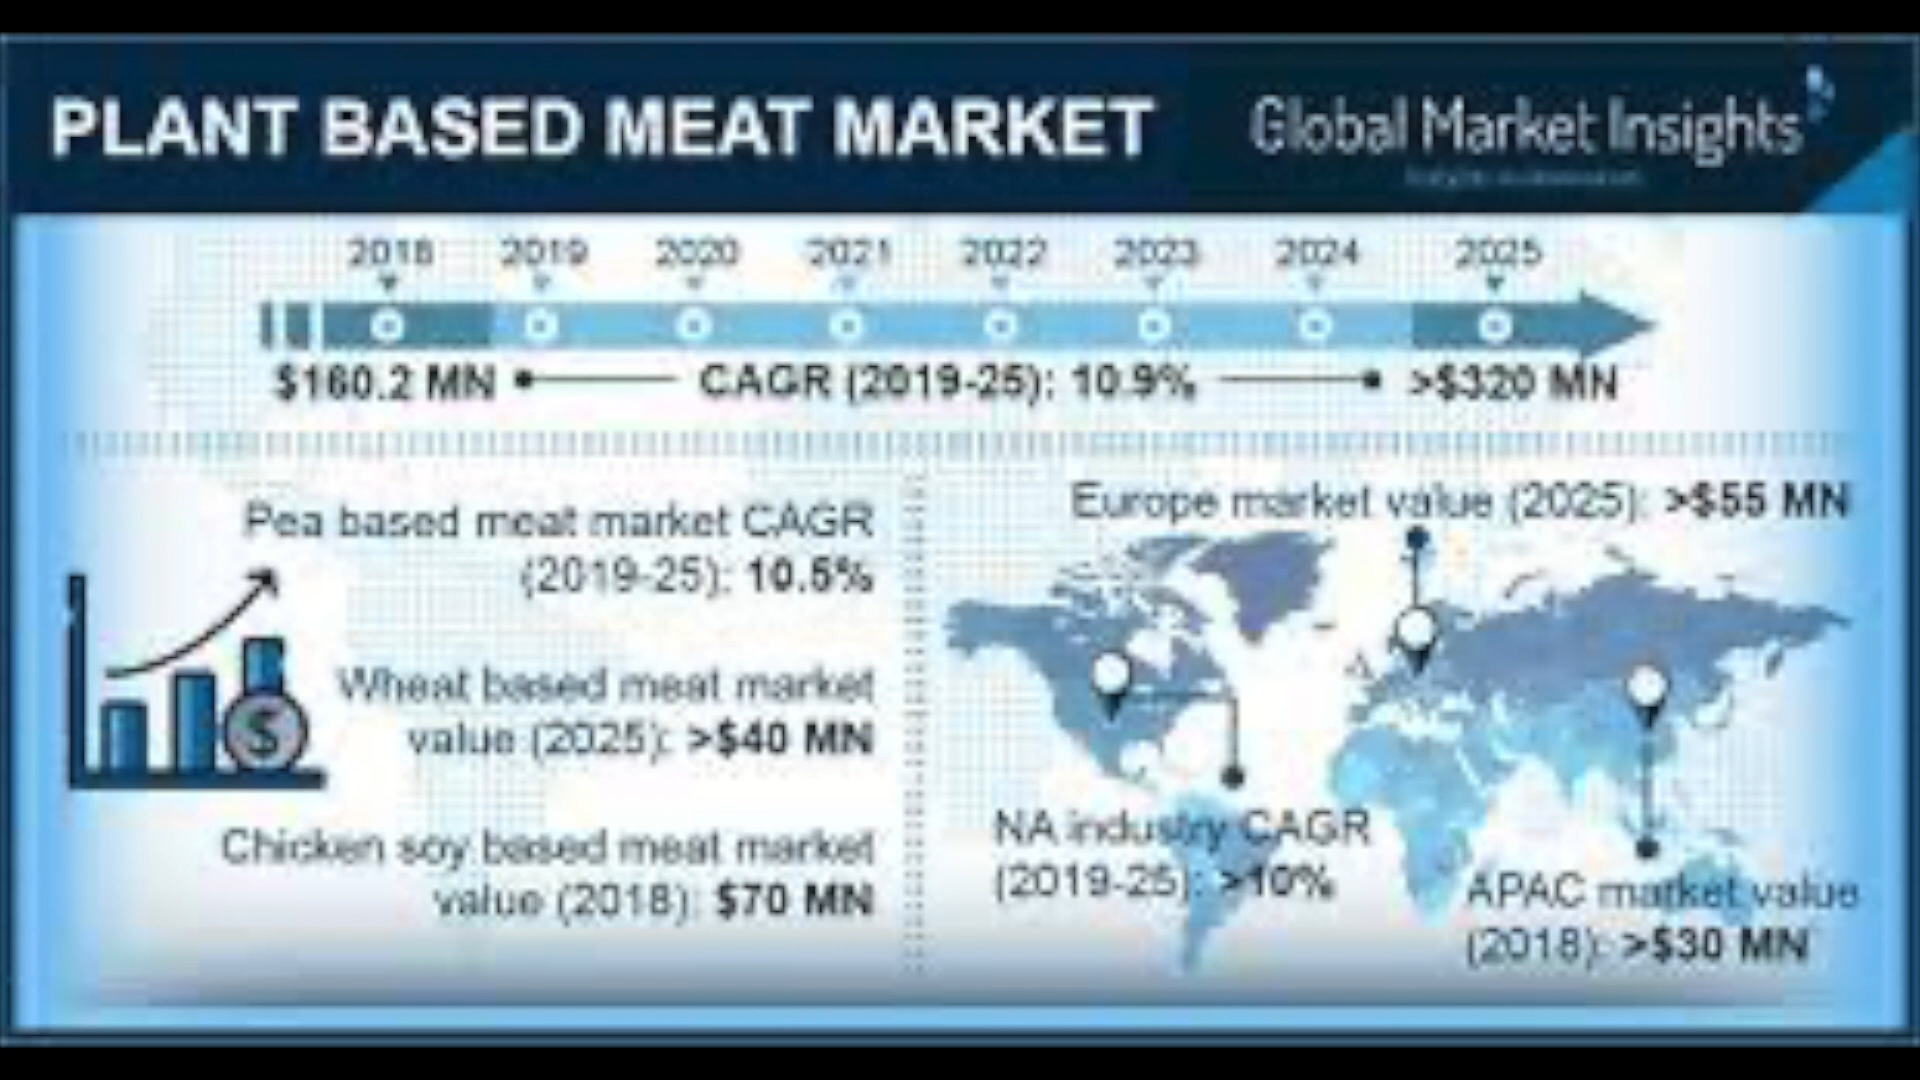 PLANT BASED MEAT MARKET
Global Market Insights
2018 2019 2020 2021 2022 2023 2024 2025
$160.2 MN CAGR (2019-25): 10.9% >$320 MN
Pea based meat market CAGR
(2019-25): 10.5%
Wheat based meat market
value (2025): >$40 MN
Chicken soy based meat market
value (2018): $70 MN
$
Europe market value (2025): >$55 MN
NA industry CAGR
(2019-25): >10%
APAC market value
(2018): >$30 MN